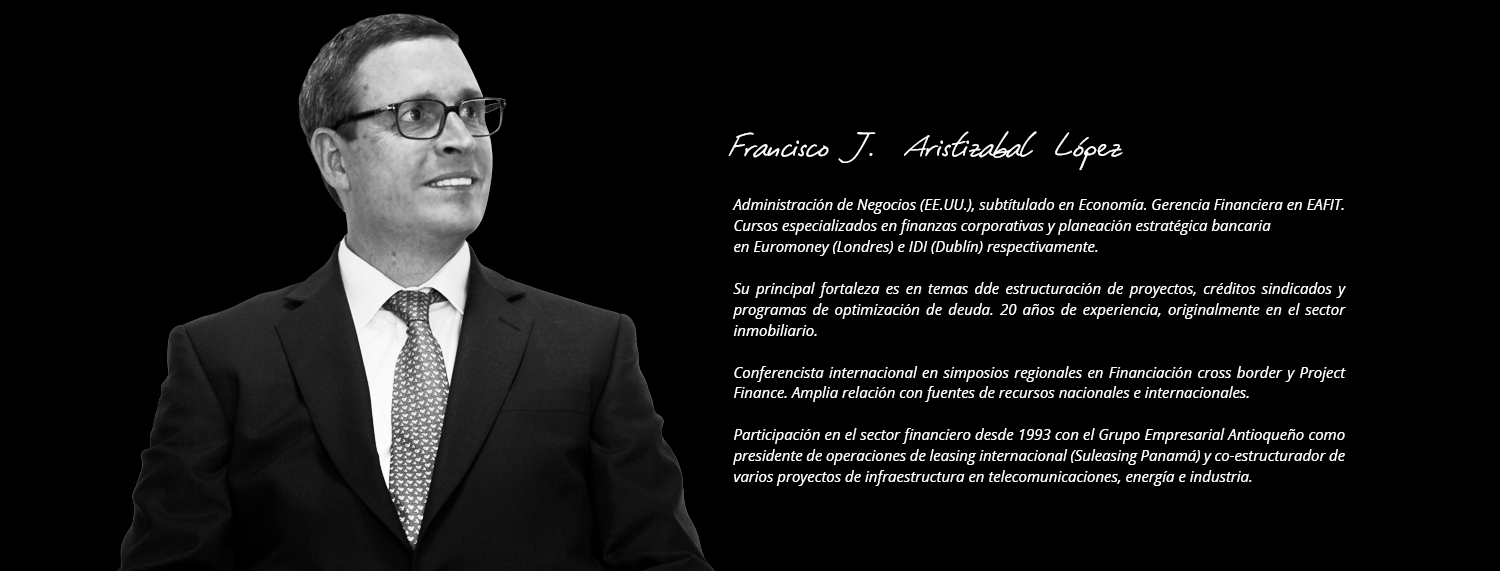 Francisco J. Aristizabal López
Administración de Negocios (EE.UU.), subtítulado en Economía. Gerencia Financiera en EAFIT.
Cursos especializados en finanzas corporativas y planeación estratégica bancaria
en Euromoney (Londres) e IDI (Dublín) respectivamente.
Su principal fortaleza es en temas dde estructuración de proyectos, créditos sindicados y
programas de optimización de deuda. 20 años de experiencia, originalmente en el sector
inmobiliario.
Conferencista internacional en simposios regionales en Financiación cross border y Project
Finance. Amplia relación con fuentes de recursos nacionales e internacionales.
Participación en el sector financiero desde 1993 con el Grupo Empresarial Antioqueño como
presidente de operaciones de leasing internacional (Suleasing Panamá) y co-estructurador de
varios proyectos de infraestructura en telecomunicaciones, energía e industria.